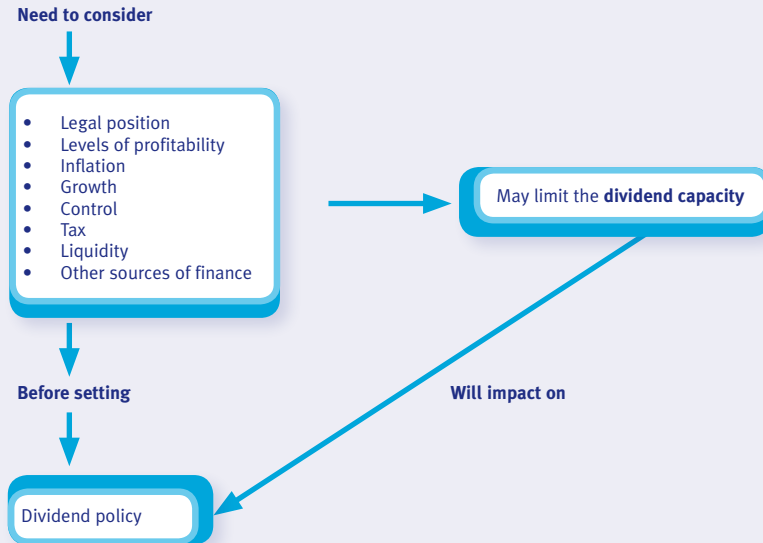 Need to consider
• Legal position
• Levels of profitability
• Inflation
• Growth
• Control
• Tax
• Liquidity
• Other sources of finance
May limit the dividend capacity
Before setting
Will impact on
Dividend policy